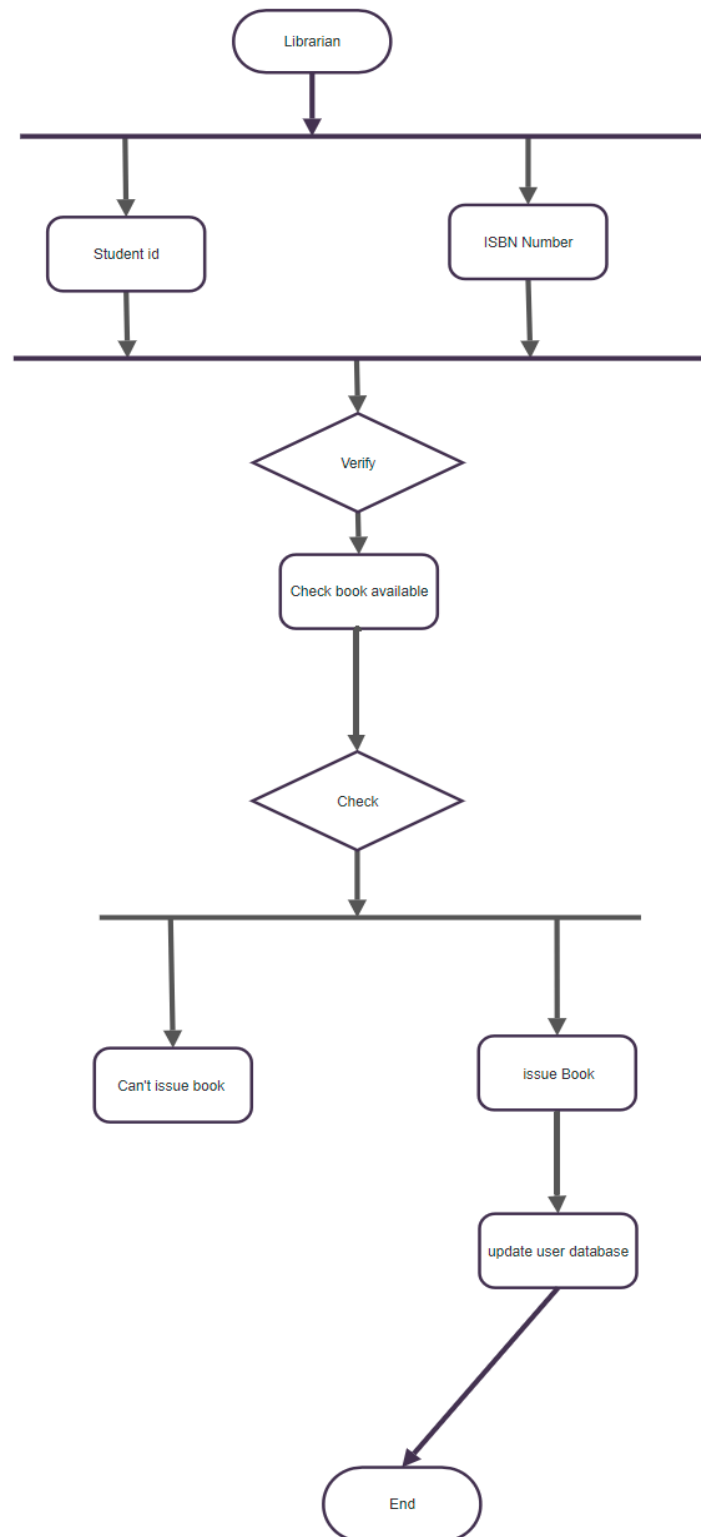 Librarian
Student id
ISBN Number
Verify
Check book available
Check
Can't issue book
issue Book
update user database
End